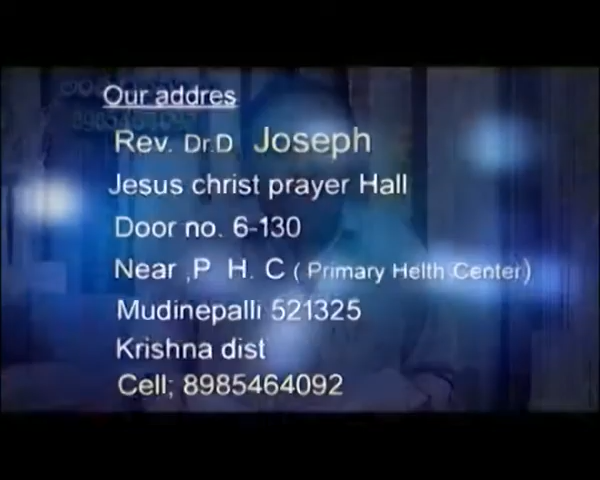 Our addres
Rev. Dr.D Joseph
Jesus christ prayer Hall
Door no. 6-130
Near ,P H. C ( Primary Helth Center)
Mudinepalli 521325
Krishna dist
Cell; 8985464092